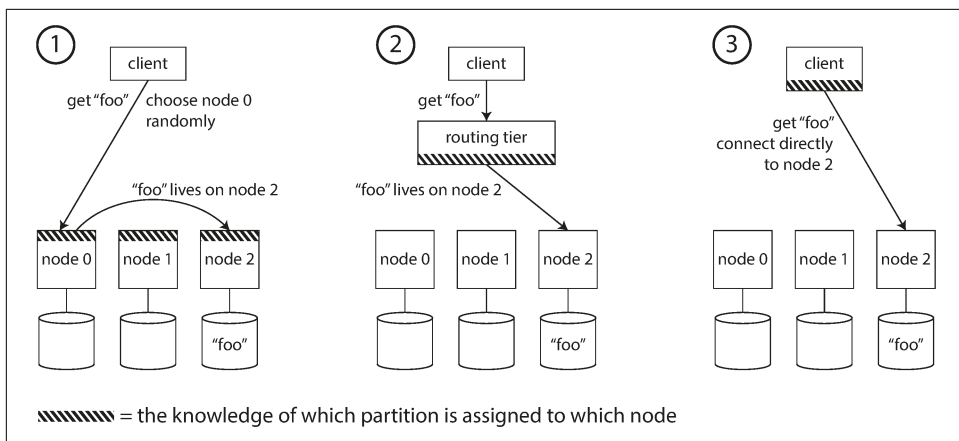 1
client
get “foo”
choose node 0
randomly
“foo” lives on node 2
node 0
node 1
node 2
“foo”
2
client
get “foo”
routing tier
“foo” lives on node 2
node 0
node 1
node 2
“foo”
3
client
get “foo”
connect directly
to node 2
node 0
node 1
node 2
“foo”
= the knowledge of which partition is assigned to which node